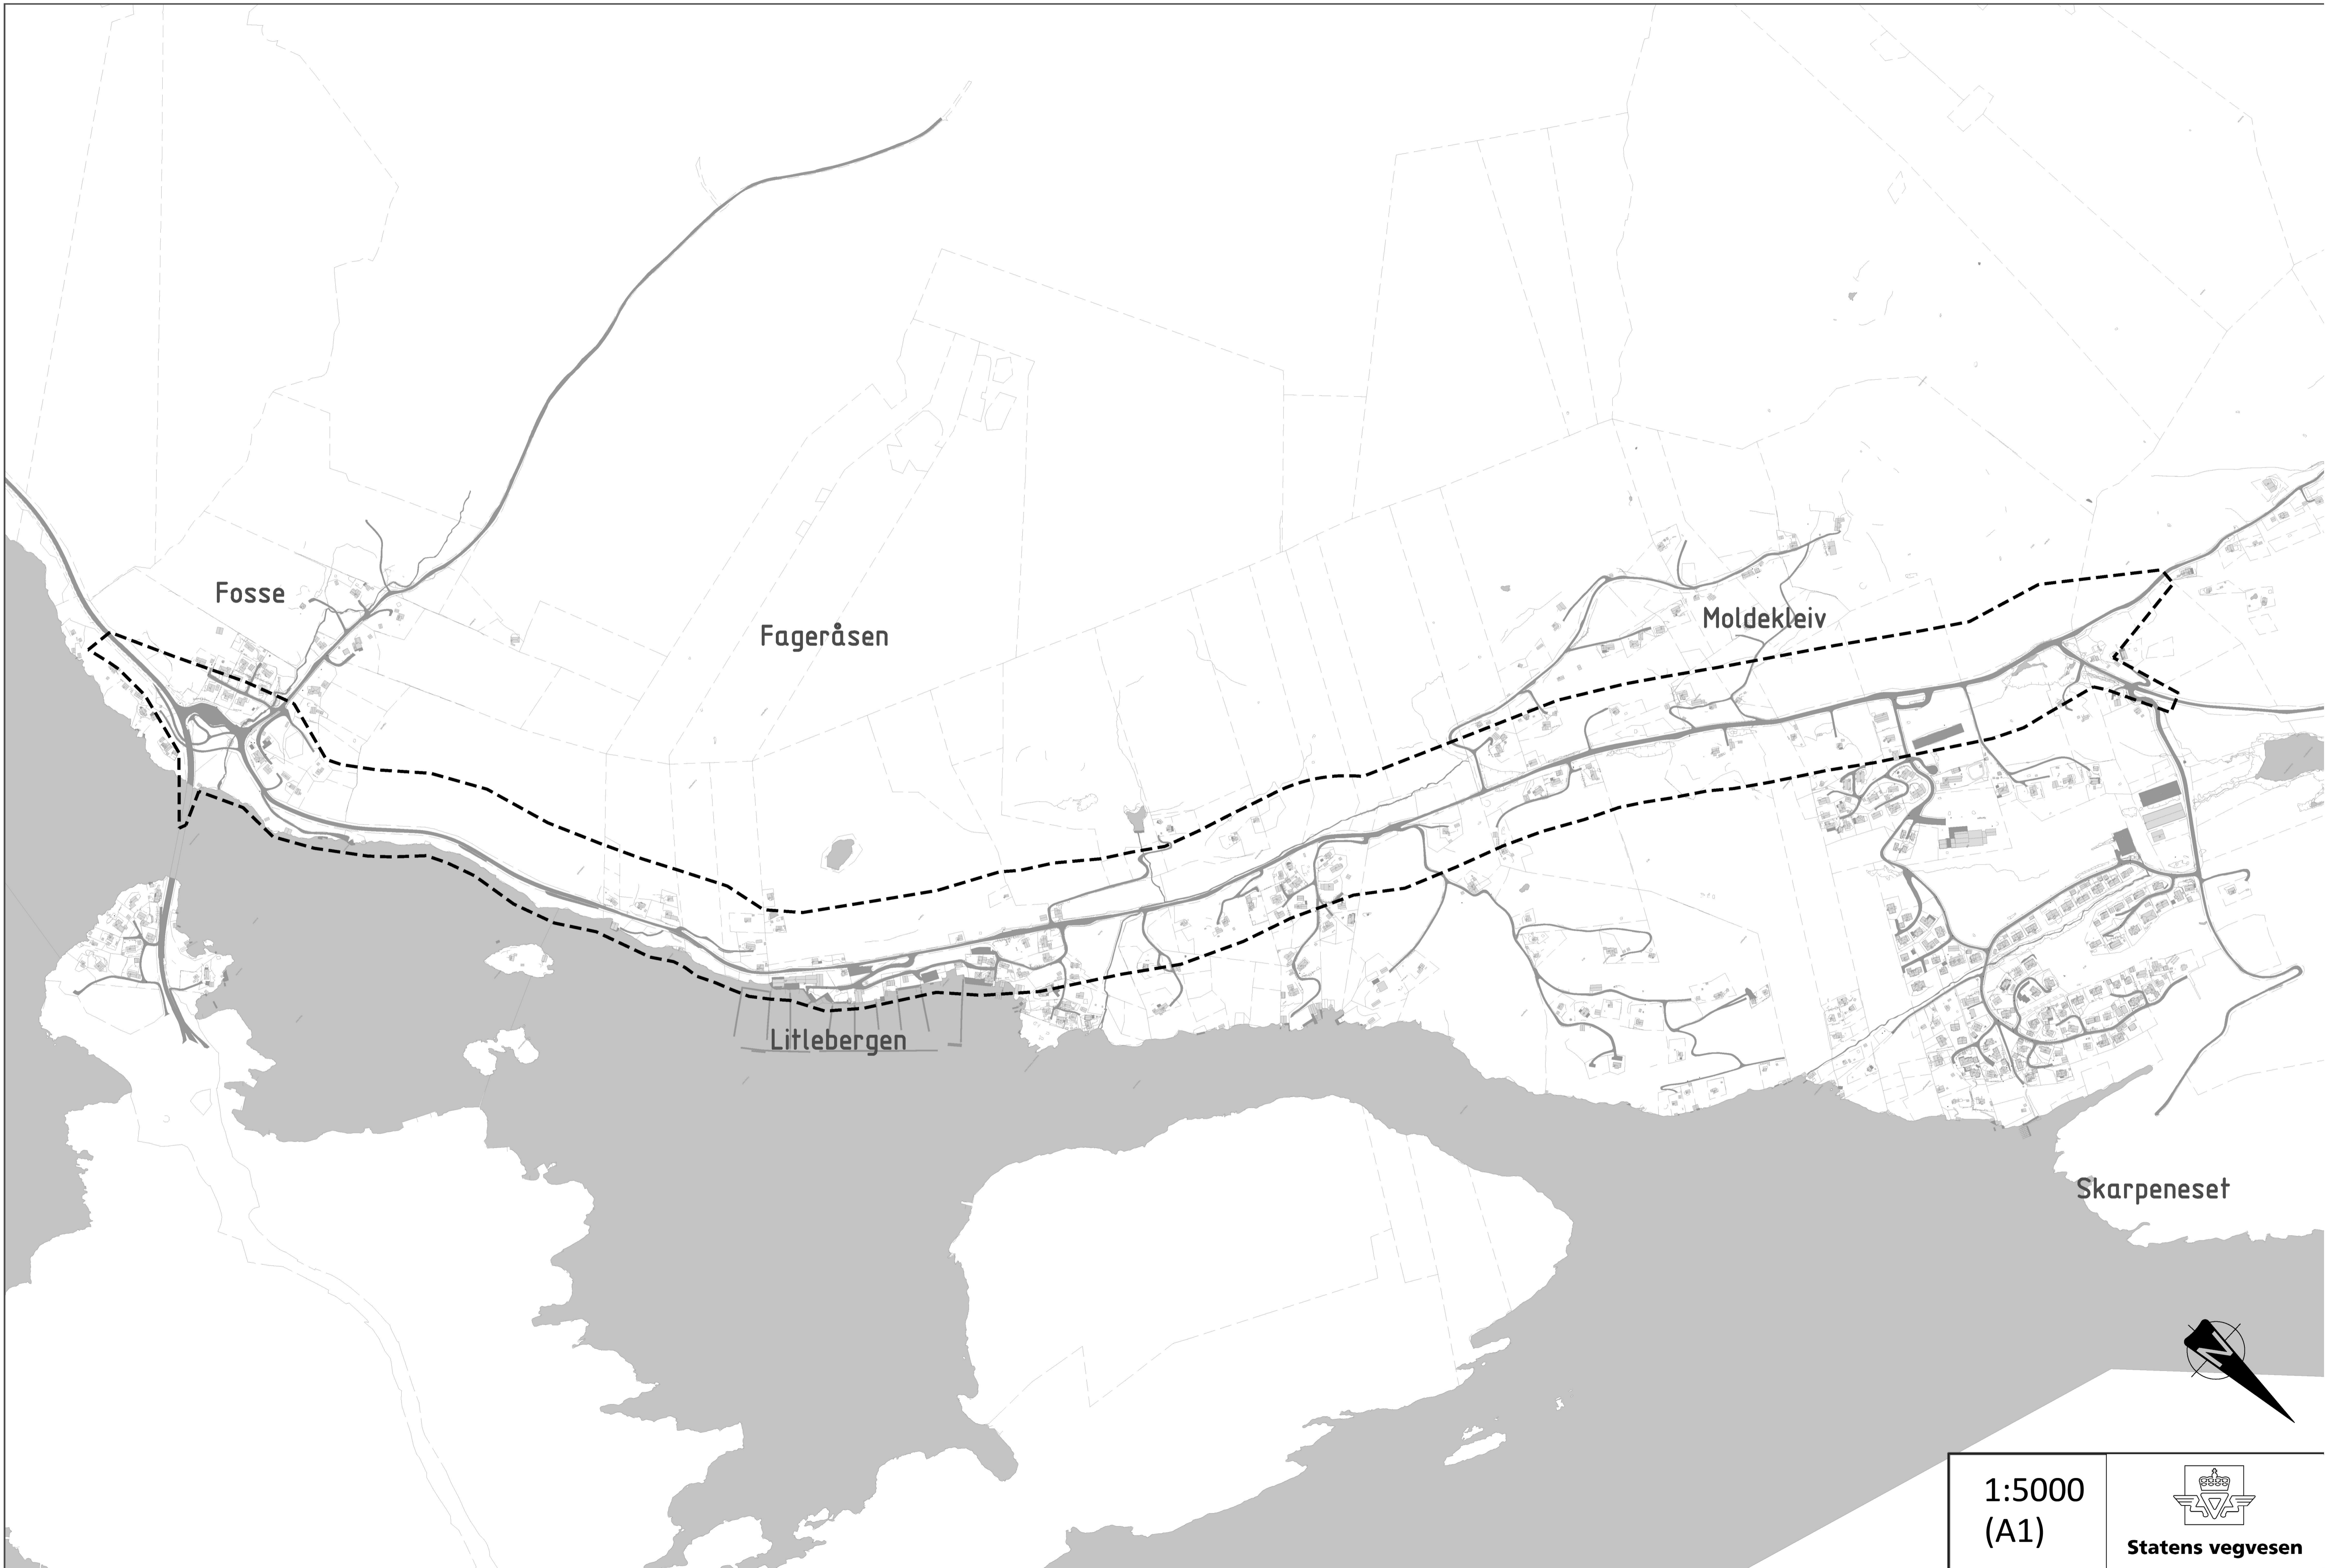 Fosse
Fageråsen
Moldekleiv
Litlebergen
Skarpeneset
N
1:5000
(A1)
Statens vegvesen